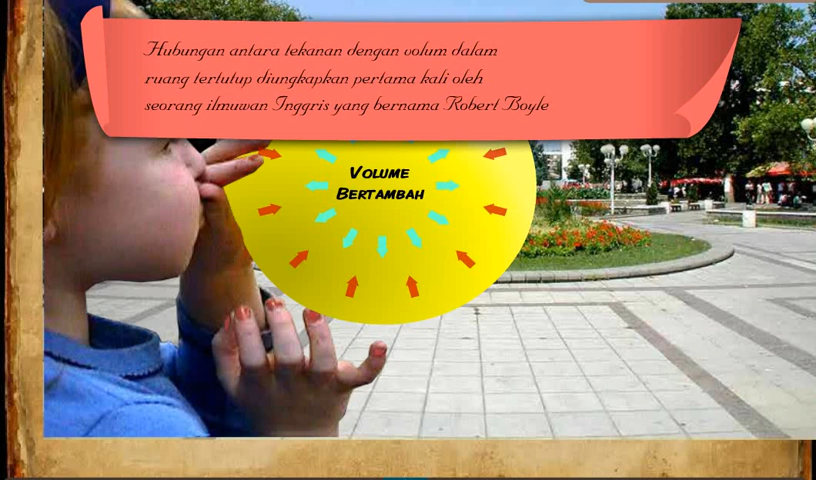 Hubungan antara tekanan dengan volum dalam
ruang tertutup diungkapkan pertama kali oleh
seorang ilmuwan Inggris yang bernama Robert Boyle
VOLUME
BERTAMBAH